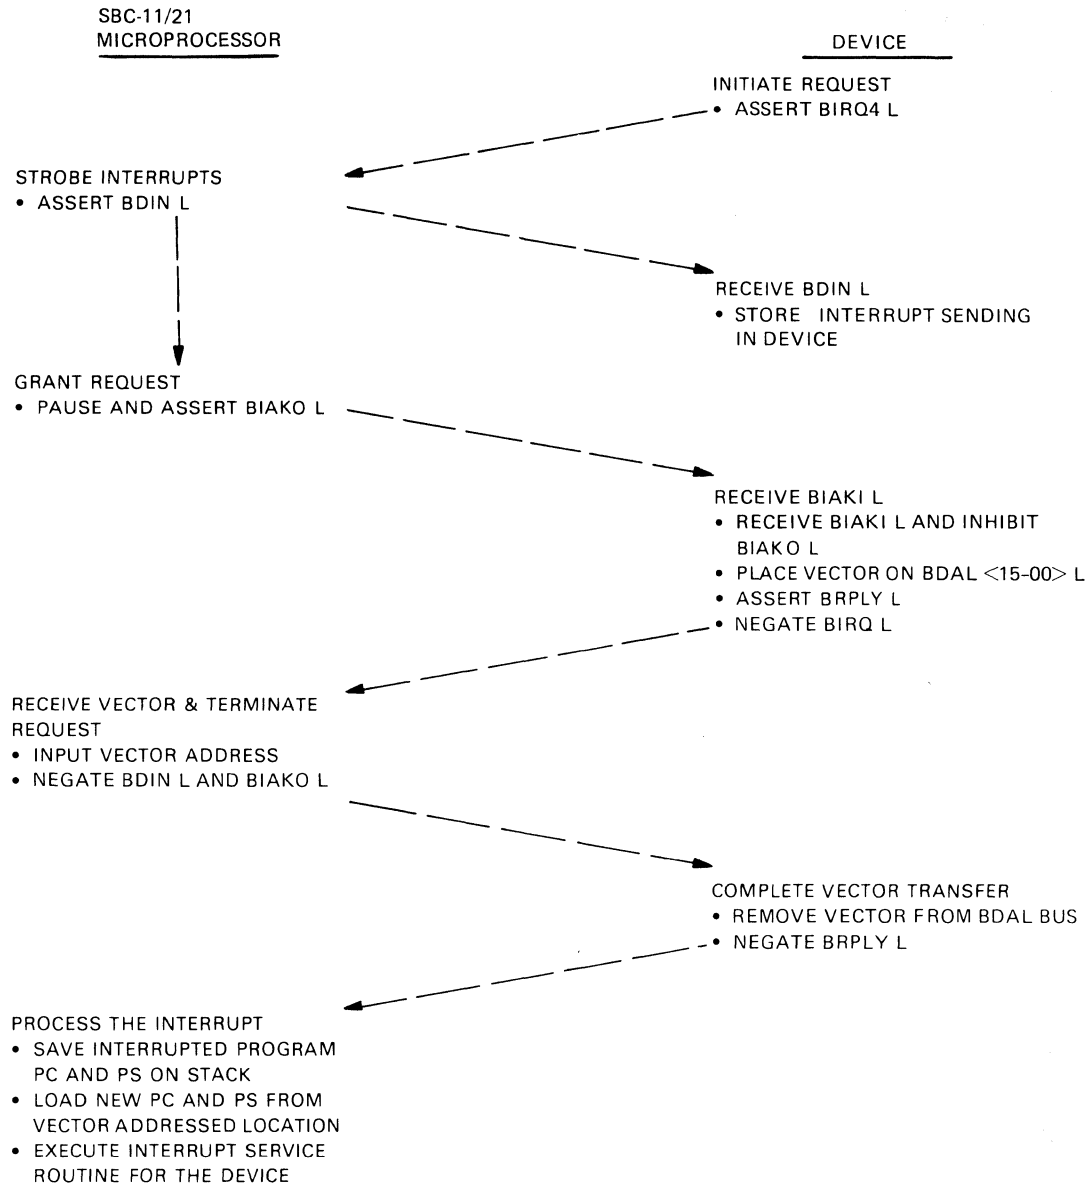 SBC-11/21
MICROPROCESSOR
DEVICE
INITIATE REQUEST
• ASSERT BIRQ4 L
STROBE INTERRUPTS
• ASSERT BDIN L
RECEIVE BDIN L
• STORE INTERRUPT SENDING
IN DEVICE
GRANT REQUEST
• PAUSE AND ASSERT BIAKO L
RECEIVE BIAKI L
• RECEIVE BIAKI L AND INHIBIT
BIAKO L
• PLACE VECTOR ON BDAL <15-00> L
• ASSERT BRPLY L
• NEGATE BIRQ L
RECEIVE VECTOR & TERMINATE
REQUEST
• INPUT VECTOR ADDRESS
• NEGATE BDIN L AND BIAKO L
COMPLETE VECTOR TRANSFER
• REMOVE VECTOR FROM BDAL BUS
• NEGATE BRPLY L
PROCESS THE INTERRUPT
• SAVE INTERRUPTED PROGRAM
PC AND PS ON STACK
• LOAD NEW PC AND PS FROM
VECTOR ADDRESSED LOCATION
• EXECUTE INTERRUPT SERVICE
ROUTINE FOR THE DEVICE